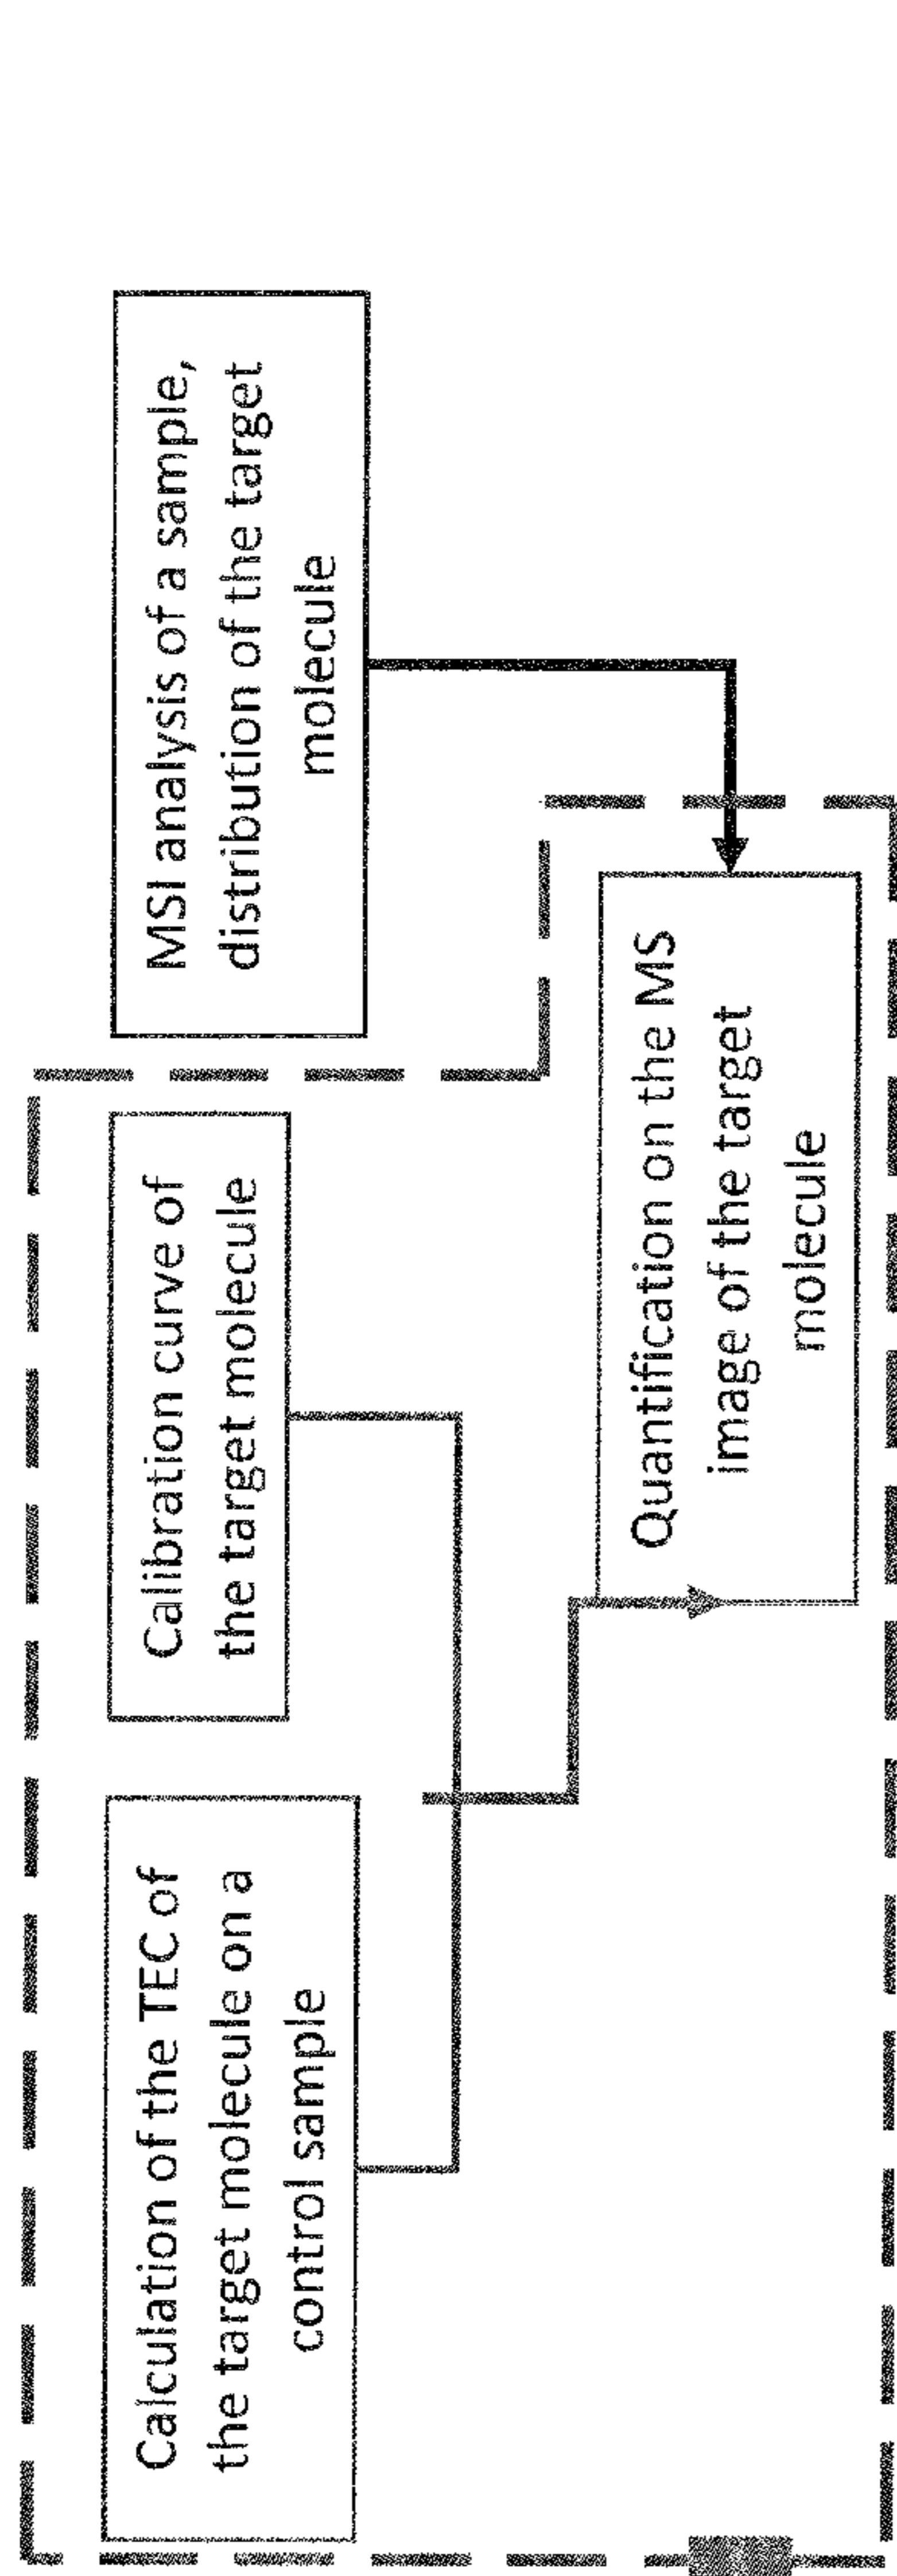 Calculation of the TEC of
the target molecule on a
control sample
Calibration curve of
the target molecule
MSI analysis of a sample,
distribution of the target
molecule
Quantification on the MS
image of the target
molecule